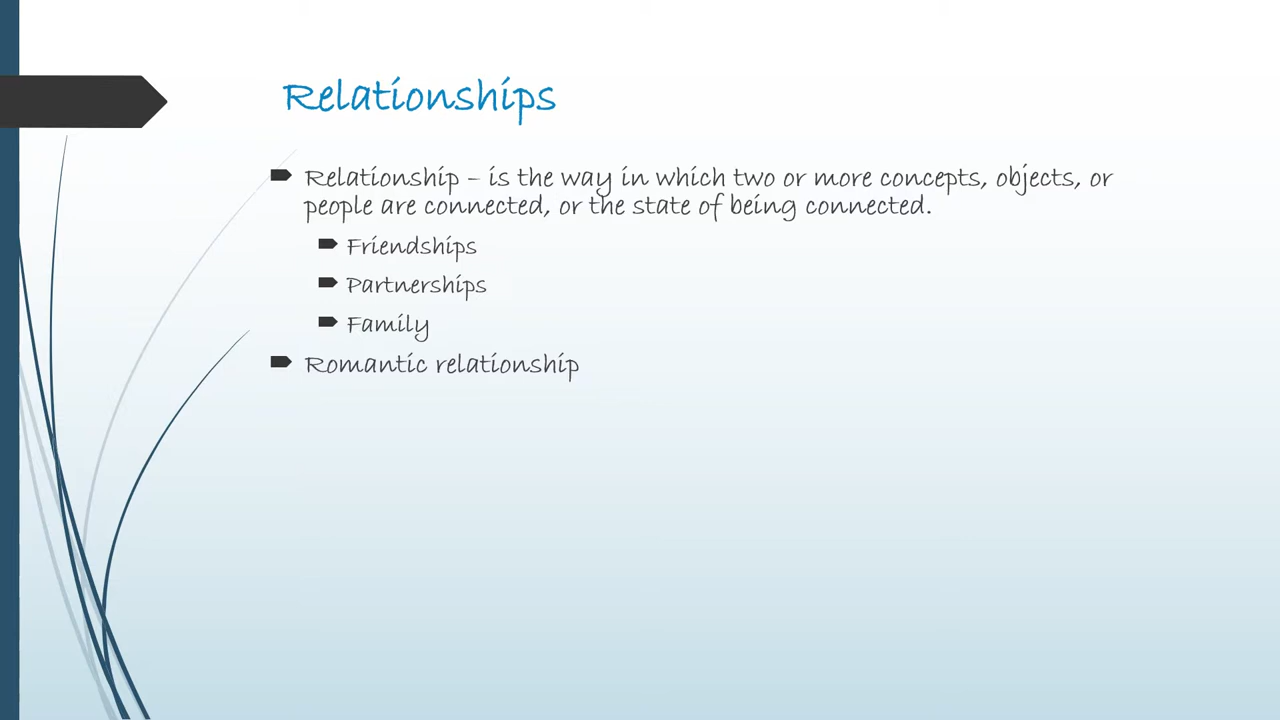 Relationships
Relationship – is the way in which two or more concepts, objects, or
people are connected, or the state of being connected.
Friendships
Partnerships
Family
Romantic relationship